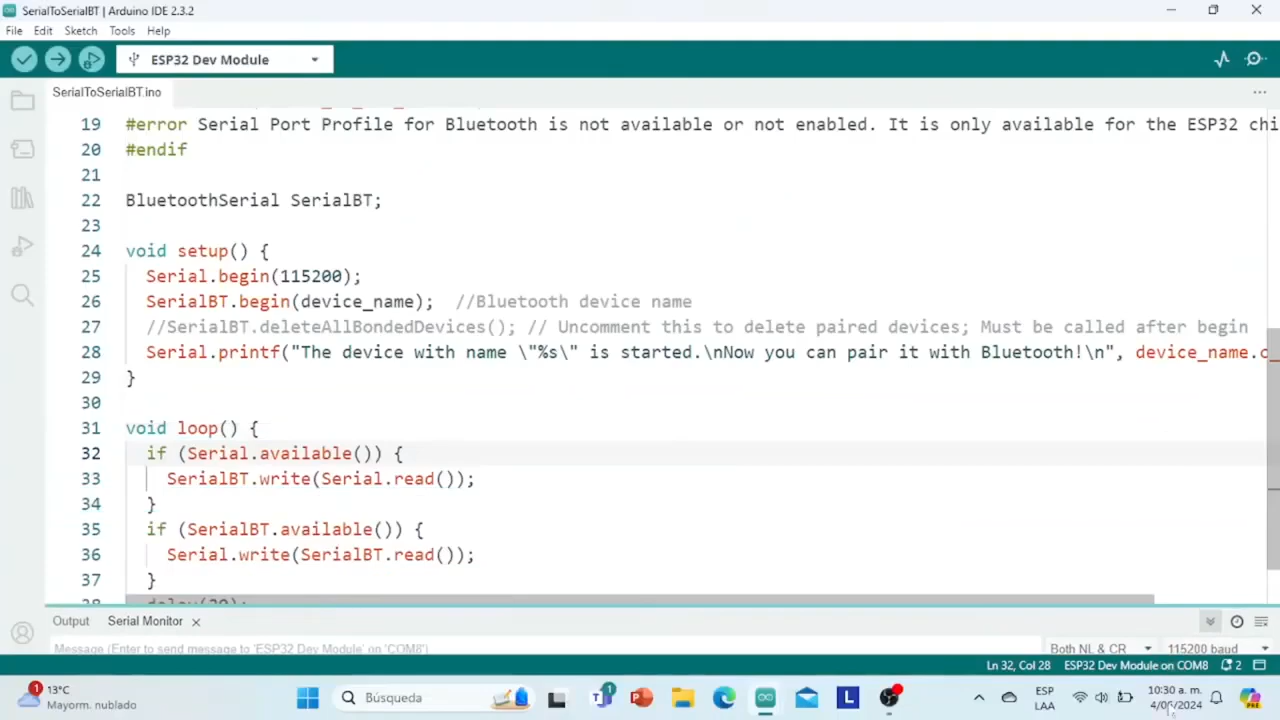 SerialToSerialBT | Arduino IDE 2.3.2
File Edit Sketch Tools Help
ESP32 Dev Module
SerialToSerialBT.ino
19 #error Serial Port Profile for Bluetooth is not available or not enabled. It is only available for the ESP32 chi
20 #endif
21
22 BluetoothSerial SerialBT;
23
24 void setup() {
25 Serial.begin(115200);
26 SerialBT.begin(device_name); //Bluetooth device name
27 //SerialBT.deleteAllBondedDevices(); // Uncomment this to delete paired devices; Must be called after begin
28 Serial.printf("The device with name \"%s\" is started.\nNow you can pair it with Bluetooth!\n", device_name.c_
29 }
30
31 void loop() {
32 if (Serial.available()) {
33 SerialBT.write(Serial.read());
34 }
35 if (SerialBT.available()) {
36 Serial.write(SerialBT.read());
37 }
38 delay(20);
Output Serial Monitor
Message (Enter to send message to 'ESP32 Dev Module' on 'COM8') Both NL & CR 115200 baud
Ln 32, Col 28 ESP32 Dev Module on COM8 2
1 13°C
Mayorm. nublado
Búsqueda
1
L
ESP
LAA
10:30 a. m.
PRE